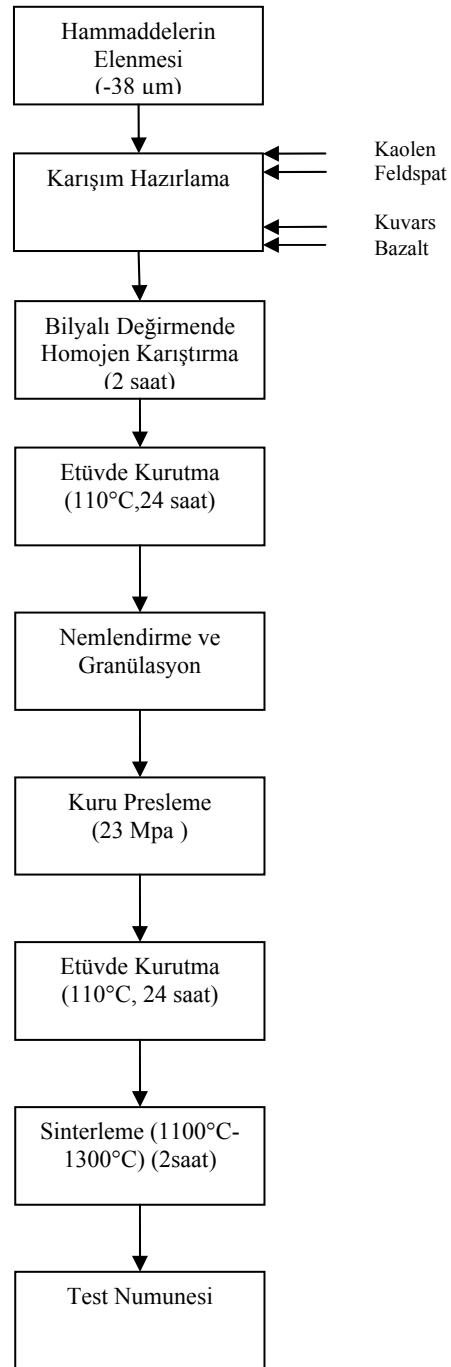 Hammaddelerin
Elenmesi
(-38 µm)
Karışım Hazırlama
Kaolen
Feldspat
Kuvars
Bazalt
Bilyalı Değirmende
Homojen Karıştırma
(2 saat)
Etüvde Kurutma
(110°C,24 saat)
Nemlendirme ve
Granülasyon
Kuru Presleme
(23 Mpa )
Etüvde Kurutma
(110°C, 24 saat)
Sinterleme (1100°C-
1300°C) (2saat)
Test Numunesi